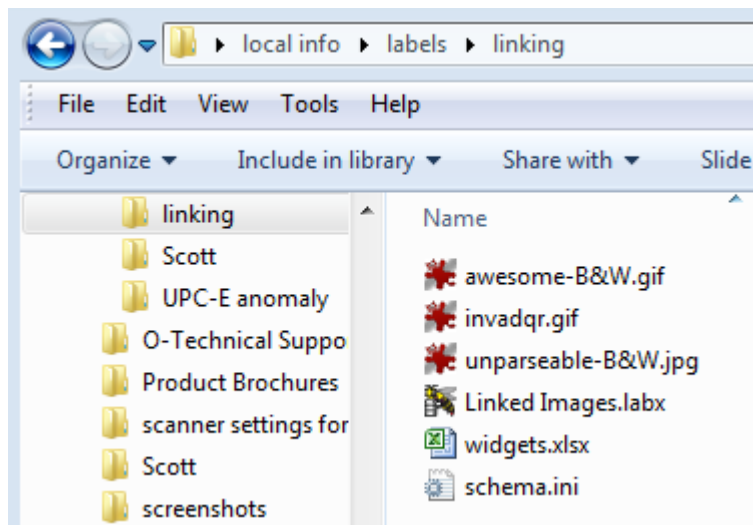 local info labels linking
File Edit View Tools Help
Organize Include in library Share with Slide
linking
Scott
UPC-E anomaly
O-Technical Suppo
Product Brochures
scanner settings for
Scott
screenshots
Name
awesome-B&W.gif
invadqr.gif
unparseable-B&W.jpg
Linked Images.labx
widgets.xlsx
schema.ini